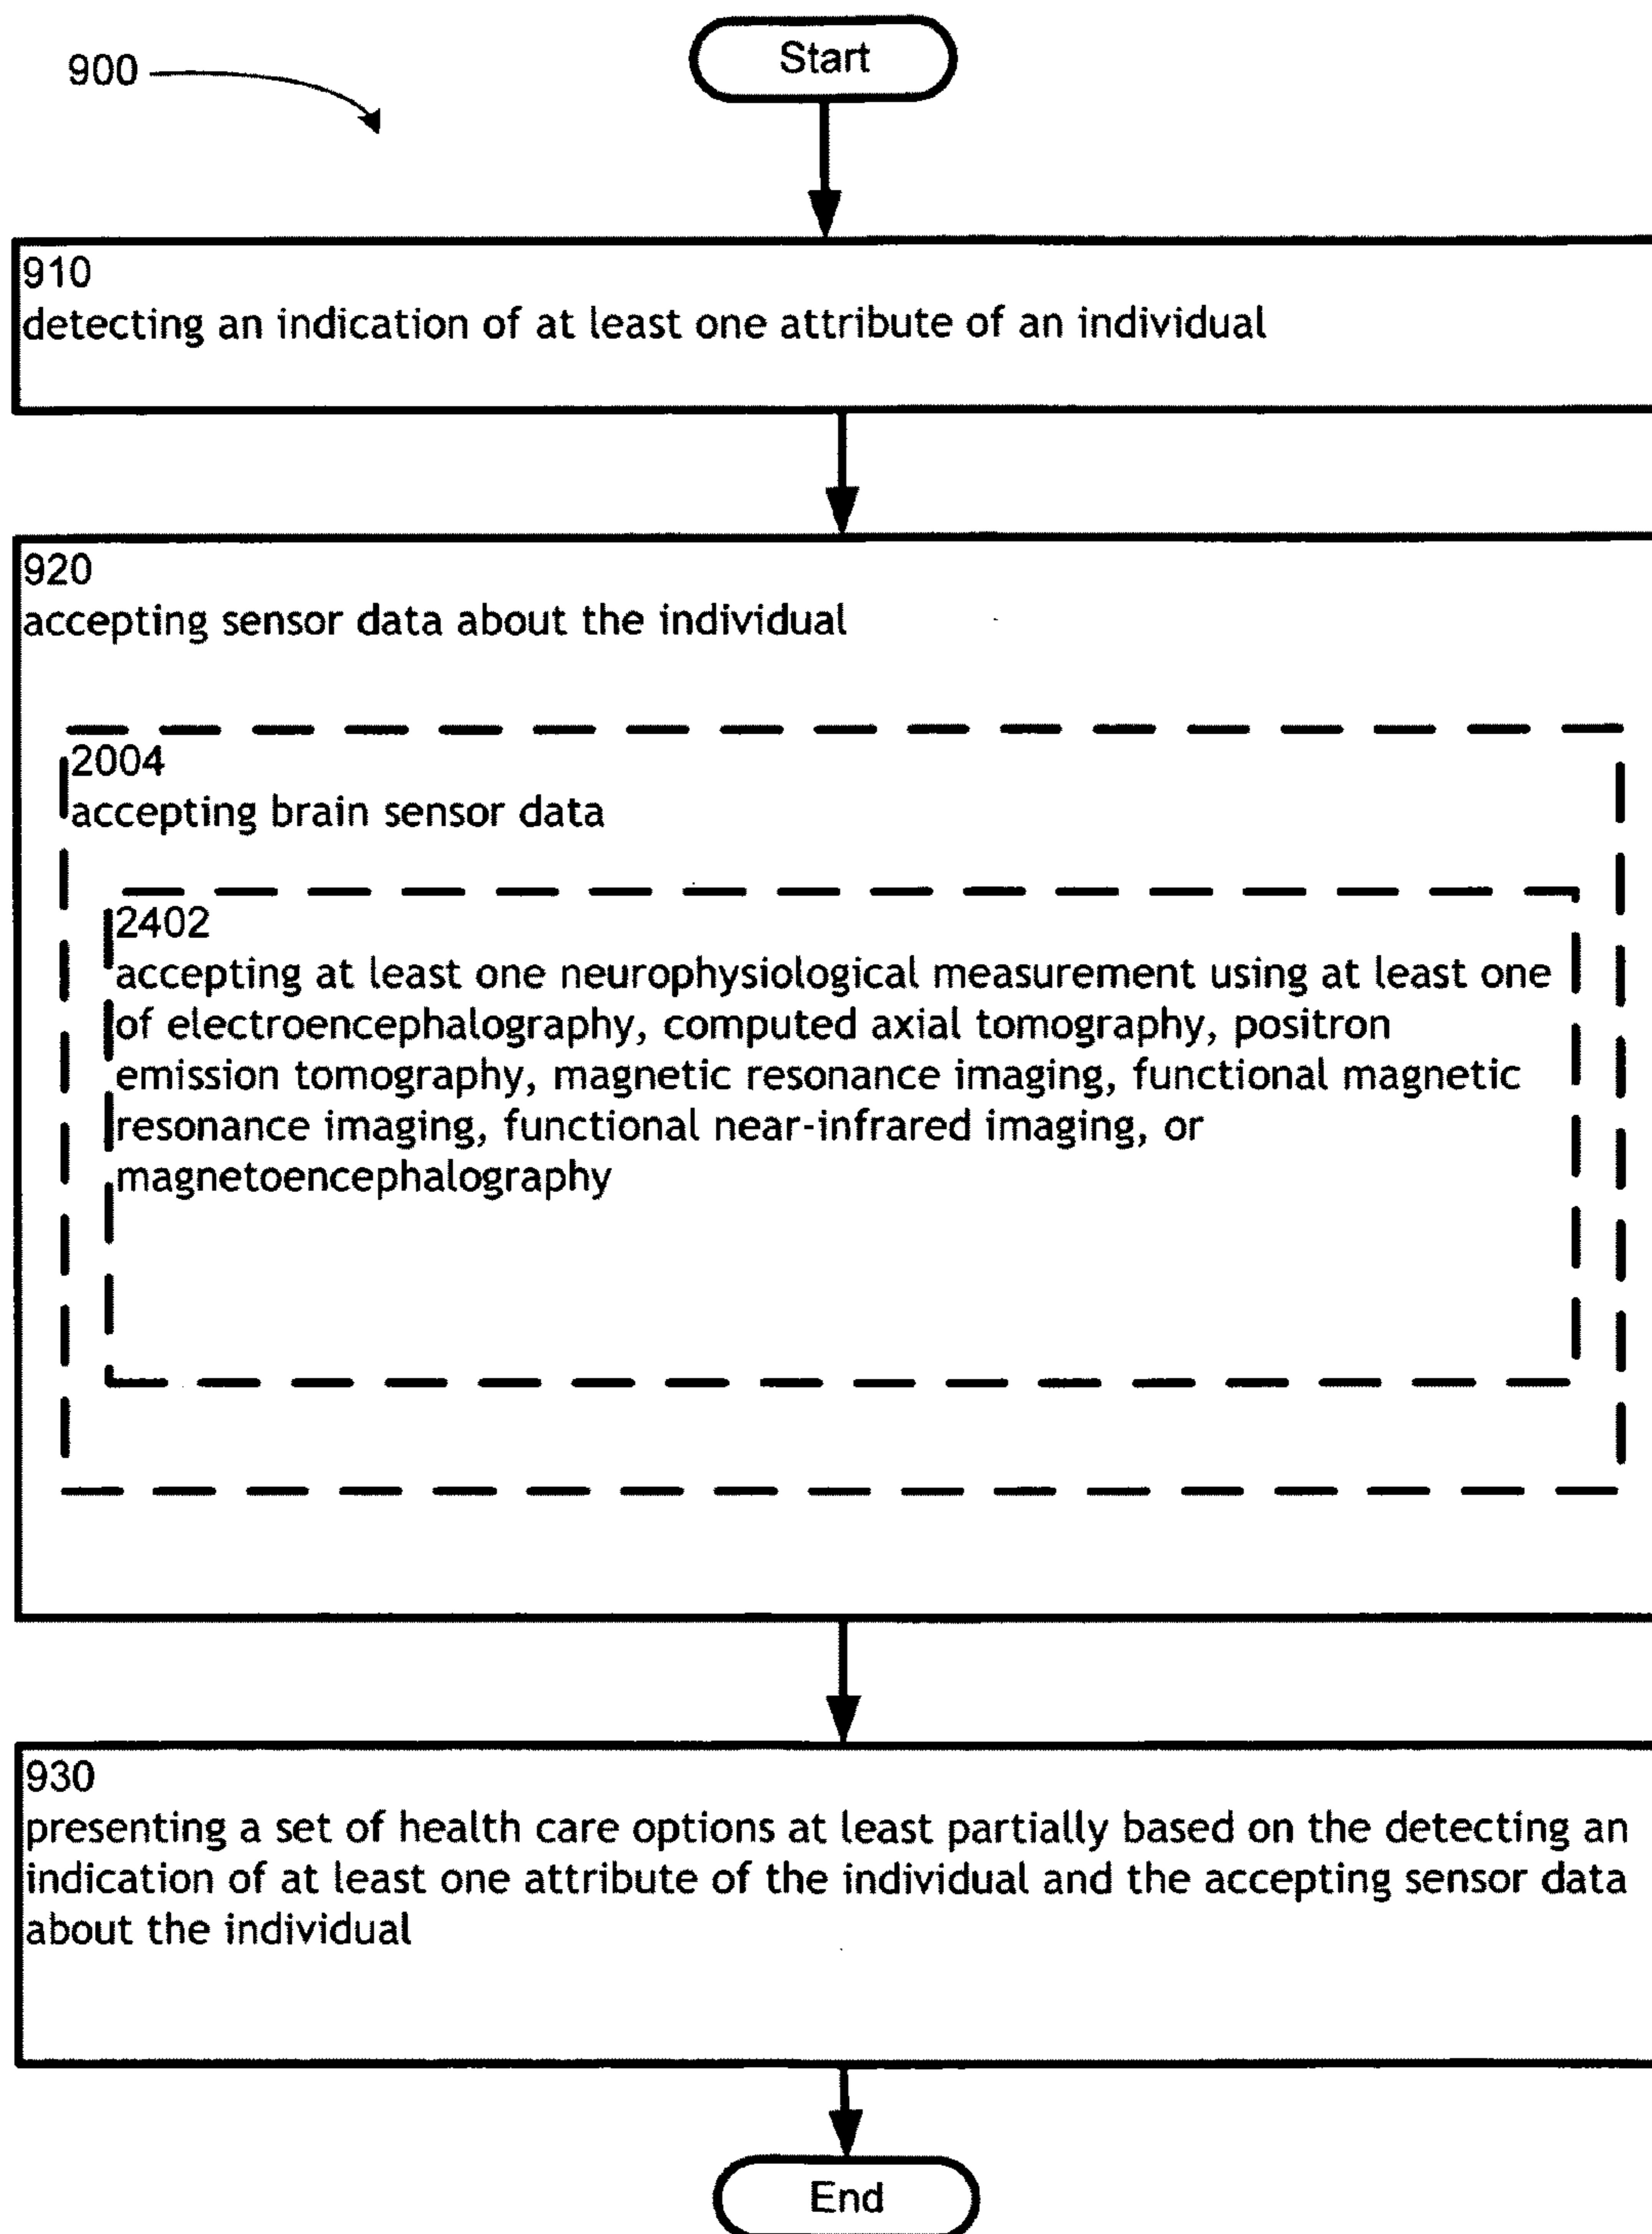 Start
900
910
detecting an indication of at least one attribute of an individual
920
accepting sensor data about the individual
2004
accepting brain sensor data
2402
accepting at least one neurophysiological measurement using at least one
of electroencephalography, computed axial tomography, positron
emission tomography, magnetic resonance imaging, functional magnetic
resonance imaging, functional near-infrared imaging, or
magnetoencephalography
930
presenting a set of health care options at least partially based on the detecting an
indication of at least one attribute of the individual and the accepting sensor data
about the individual
End